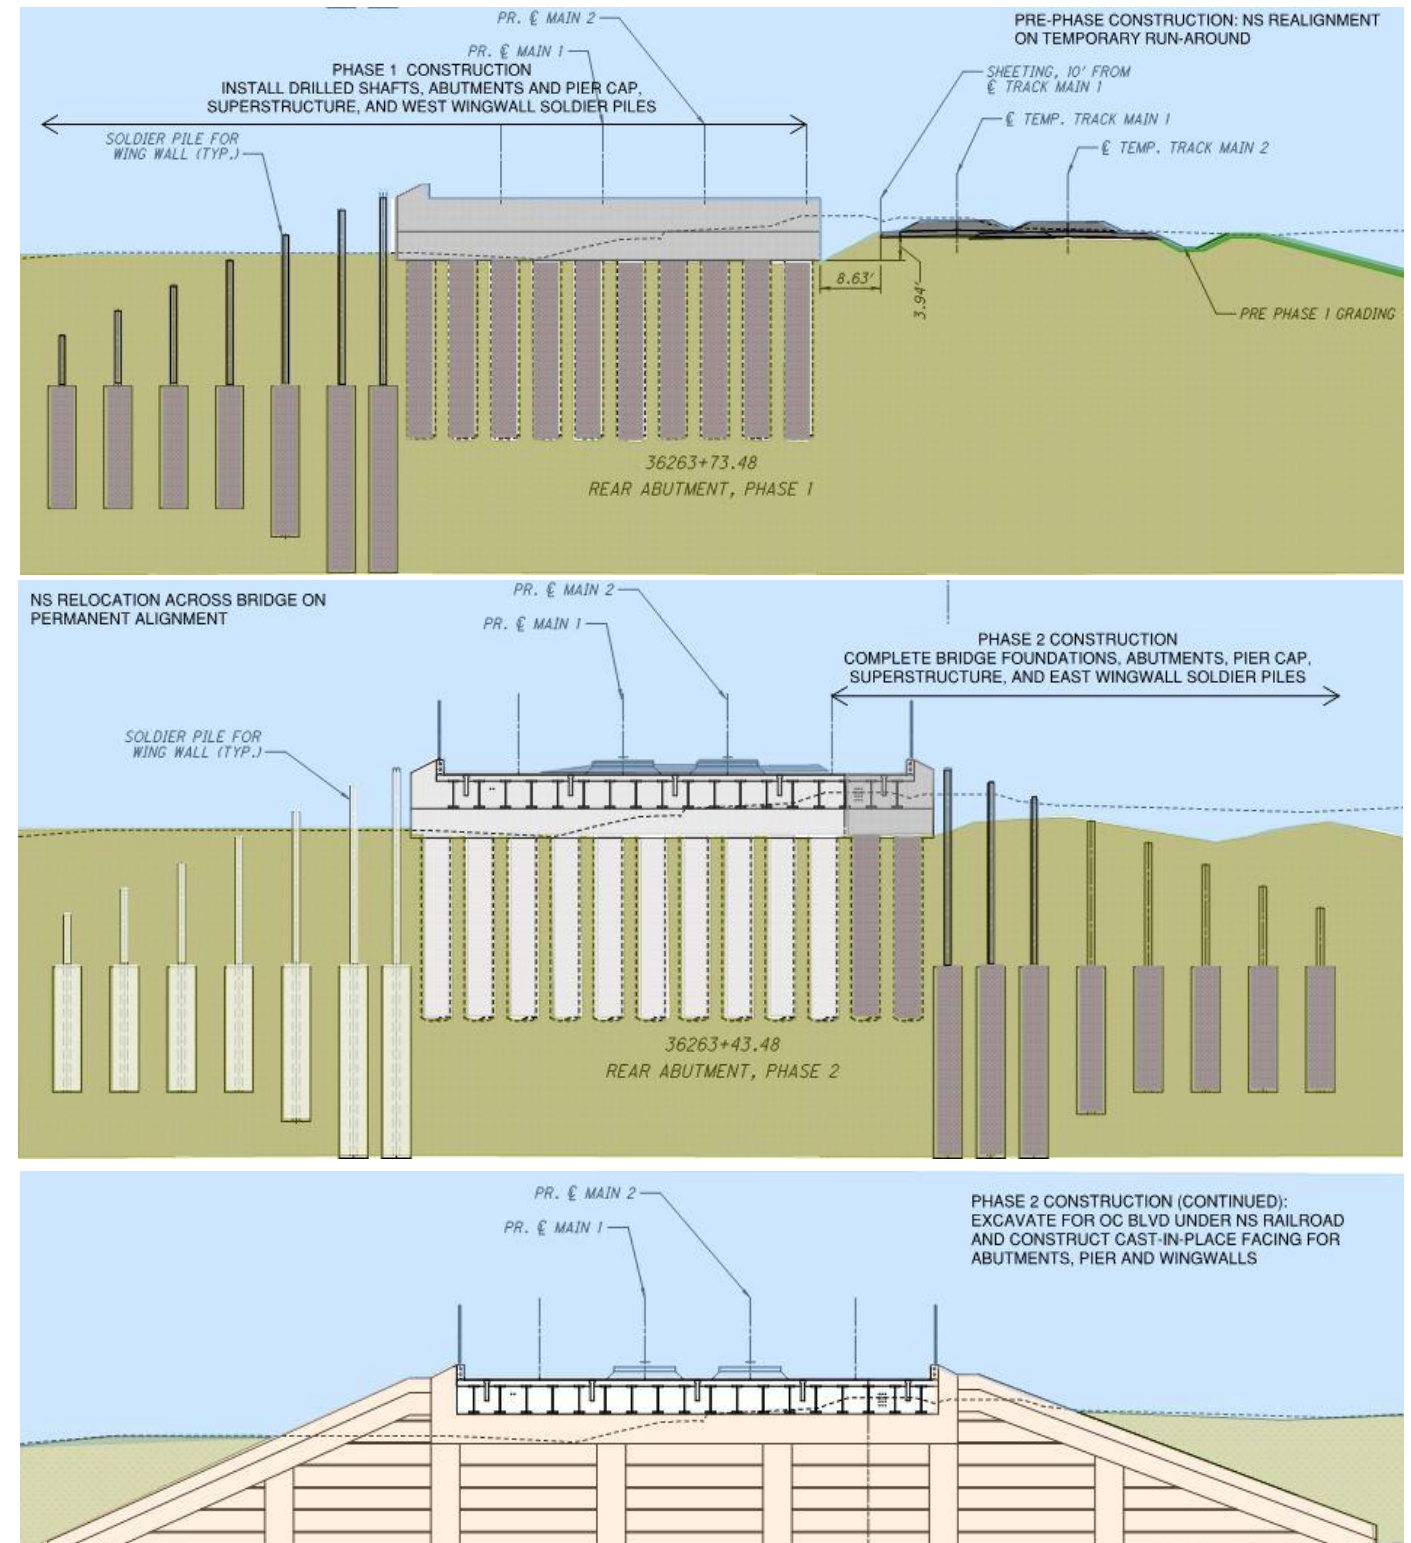 PR. ℄ MAIN 2
PR. ℄ MAIN 1
PRE-PHASE CONSTRUCTION: NS REALIGNMENT
ON TEMPORARY RUN-AROUND
PHASE 1 CONSTRUCTION
INSTALL DRILLED SHAFTS, ABUTMENTS AND PIER CAP,
SUPERSTRUCTURE, AND WEST WINGWALL SOLDIER PILES
SHEETING, 10' FROM
℄ TRACK MAIN 1
℄ TEMP. TRACK MAIN 1
℄ TEMP. TRACK MAIN 2
SOLDIER PILE FOR
WING WALL (TYP.)
8.63'
3.94'
PRE PHASE 1 GRADING
36263+73.48
REAR ABUTMENT, PHASE 1
NS RELOCATION ACROSS BRIDGE ON
PERMANENT ALIGNMENT
PR. ℄ MAIN 2
PR. ℄ MAIN 1
PHASE 2 CONSTRUCTION
COMPLETE BRIDGE FOUNDATIONS, ABUTMENTS, PIER CAP,
SUPERSTRUCTURE, AND EAST WINGWALL SOLDIER PILES
SOLDIER PILE FOR
WING WALL (TYP.)
36263+43.48
REAR ABUTMENT, PHASE 2
PR. ℄ MAIN 2
PR. ℄ MAIN 1
PHASE 2 CONSTRUCTION (CONTINUED):
EXCAVATE FOR OC BLVD UNDER NS RAILROAD
AND CONSTRUCT CAST-IN-PLACE FACING FOR
ABUTMENTS, PIER AND WINGWALLS